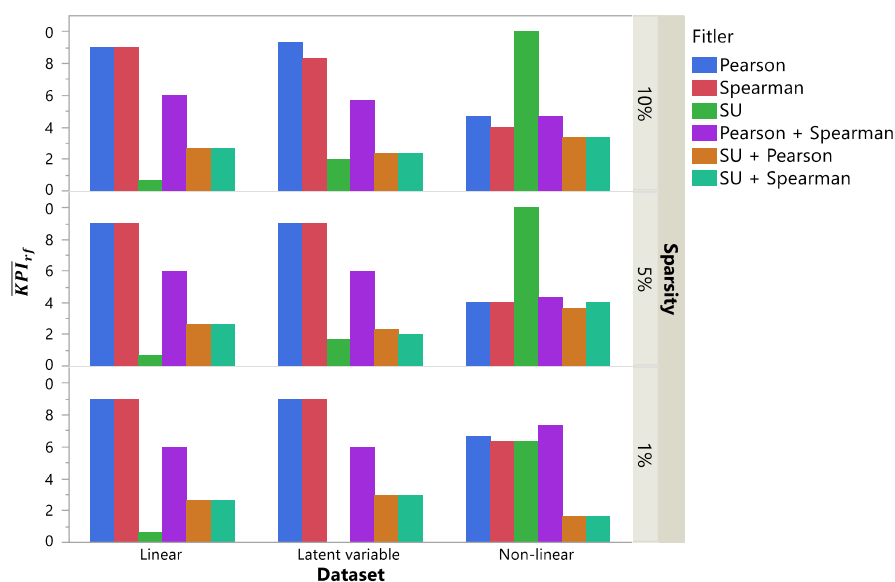 Fitler
Pearson
Spearman
SU
Pearson + Spearman
SU + Pearson
SU + Spearman
0
8
6
4
2
0
10%
0
8
6
4
2
0
5%
0
8
6
4
2
0
1%
Sparsity
KPI_rf
Linear
Latent variable
Non-linear
Dataset